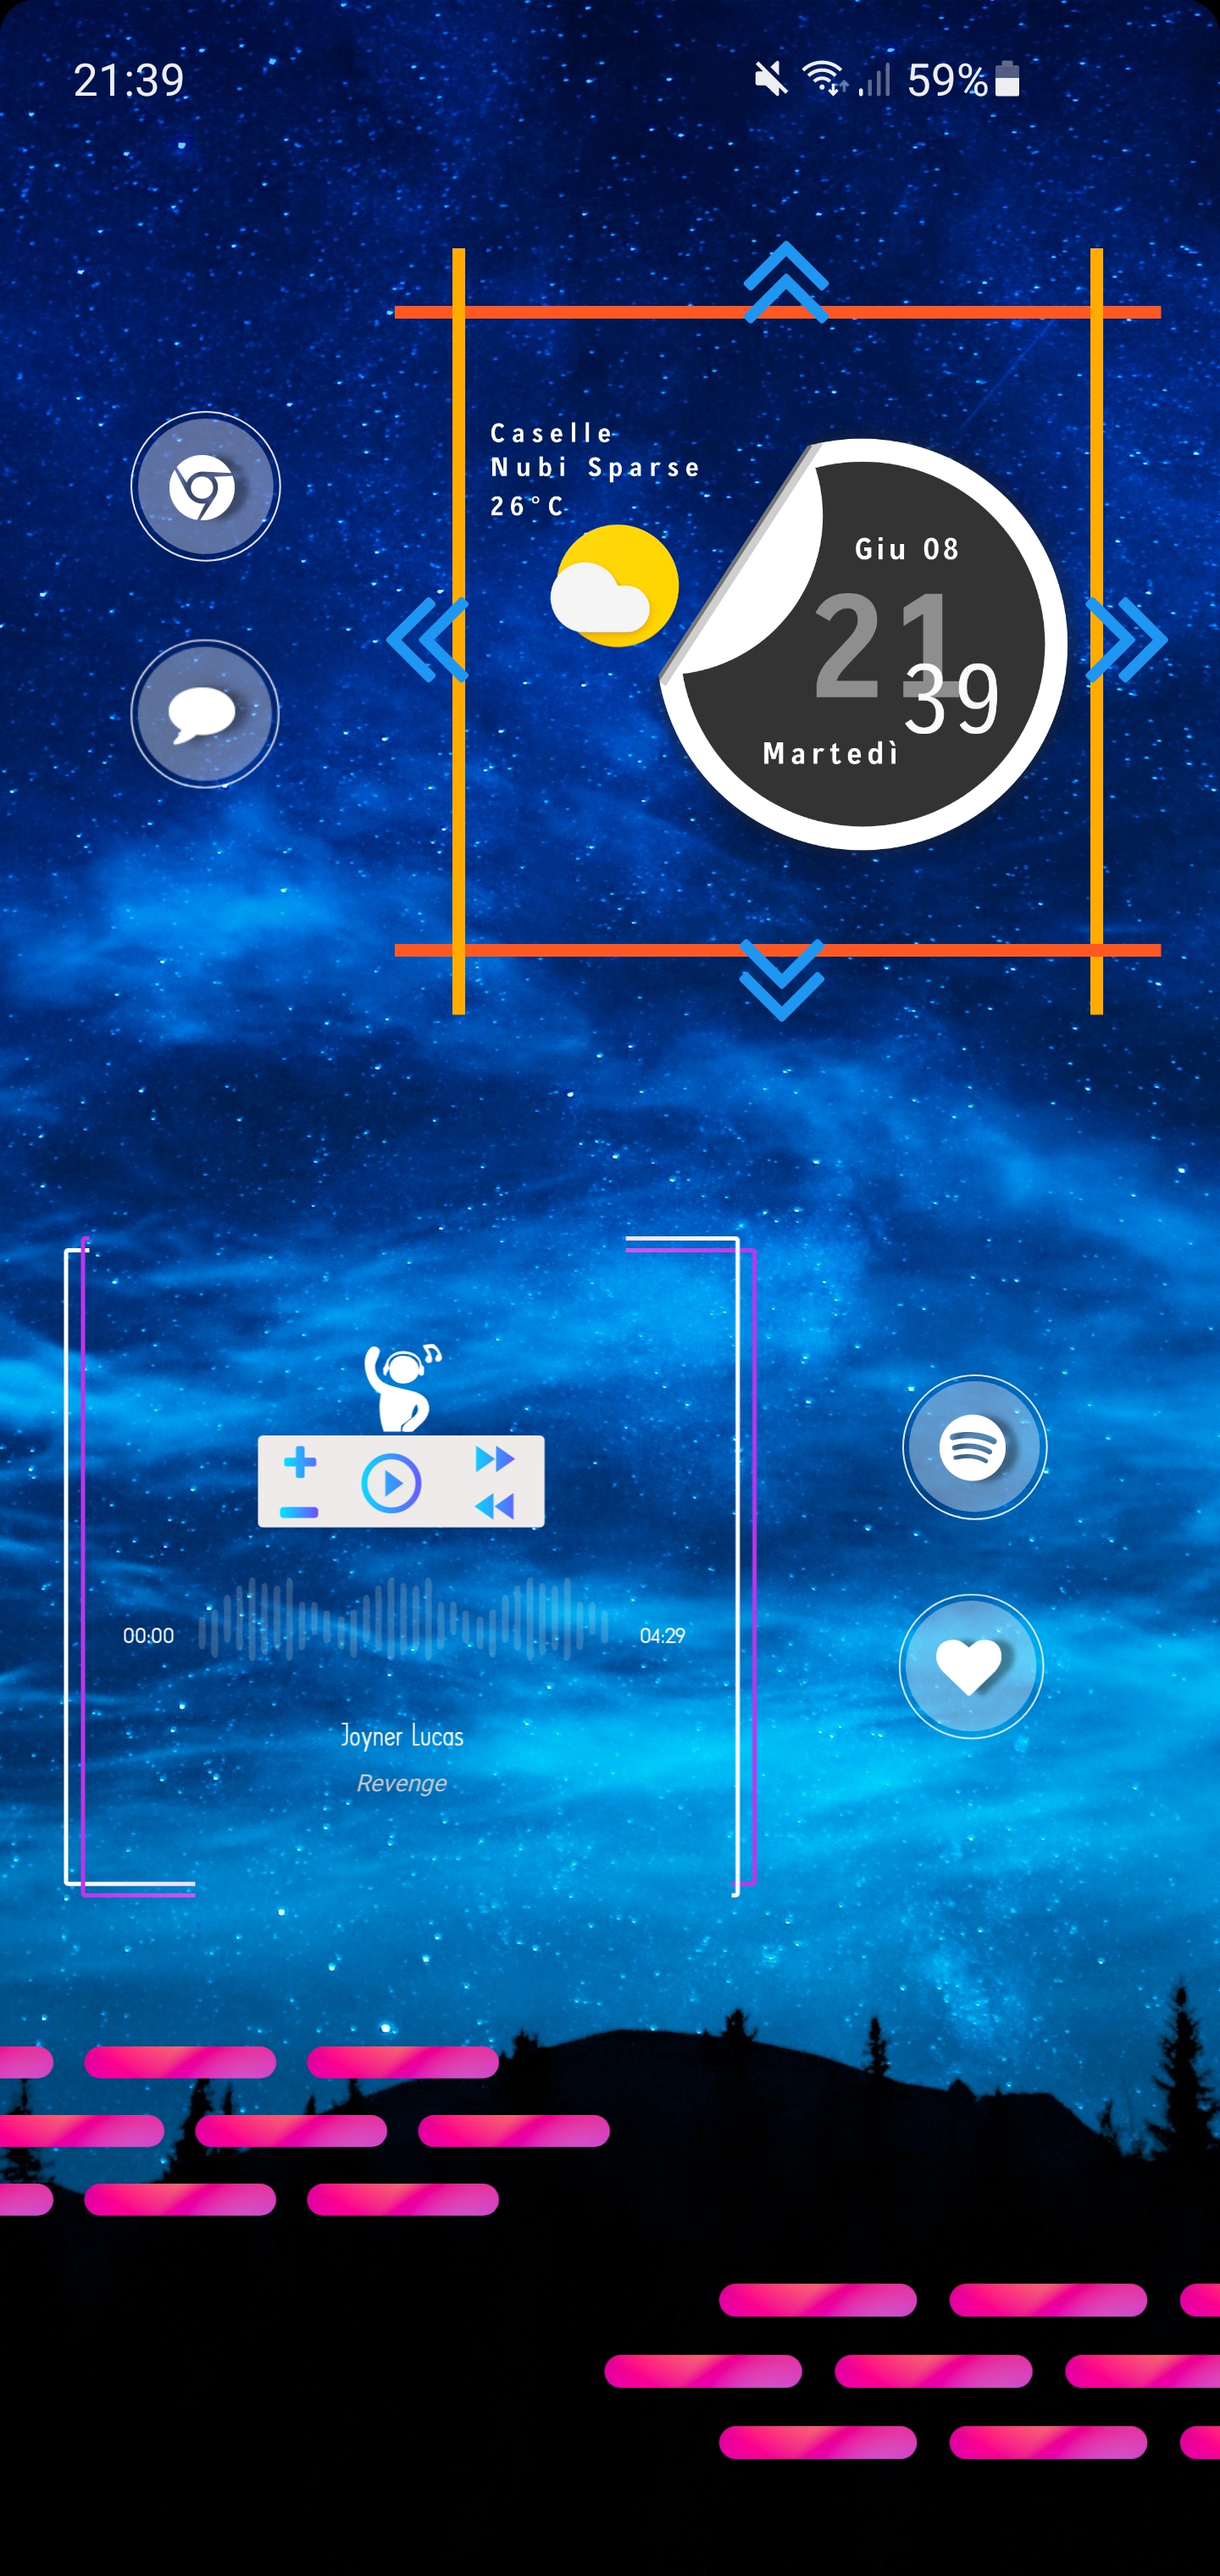 21:39
59%
Caselle
Nubi Sparse
26°C
Giu 08
21
39
Martedì
00:00
04:29
Joyner Lucas
Revenge